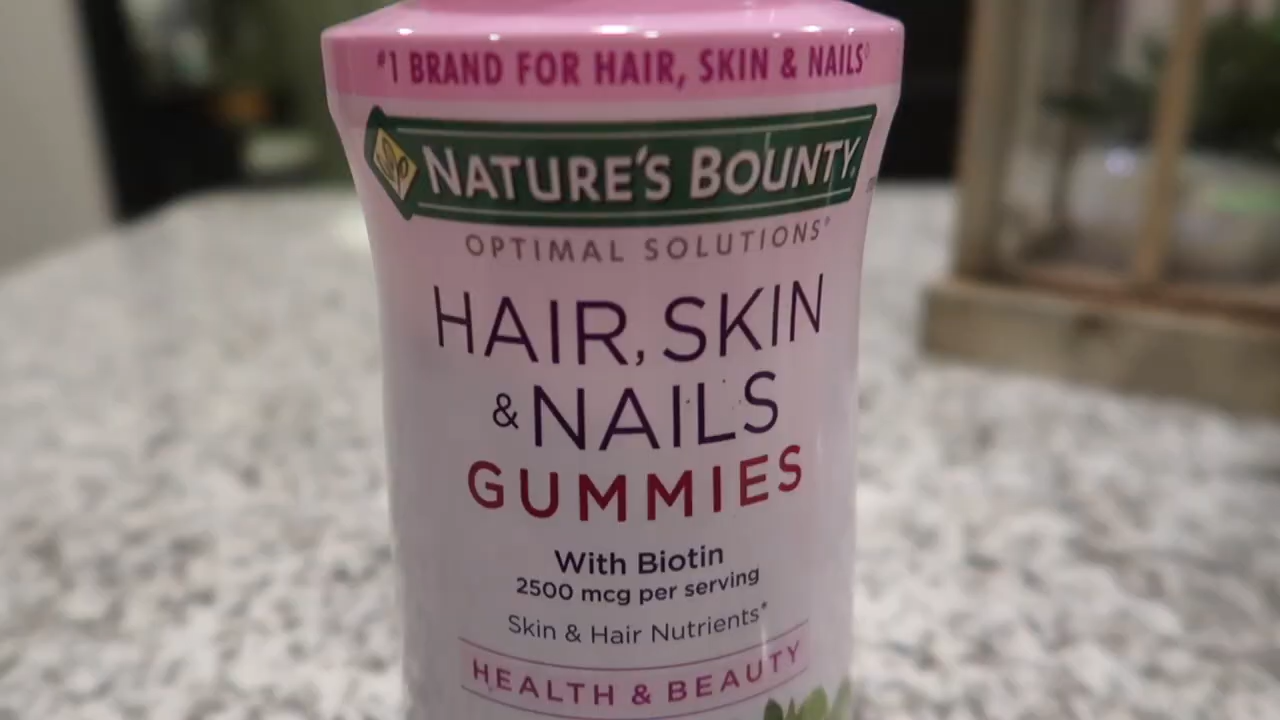 #1 BRAND FOR HAIR, SKIN & NAILS◊
NATURE'S BOUNTY®
OPTIMAL SOLUTIONS®
HAIR, SKIN
& NAILS
GUMMIES
With Biotin
2500 mcg per serving
Skin & Hair Nutrients*
HEALTH & BEAUTY